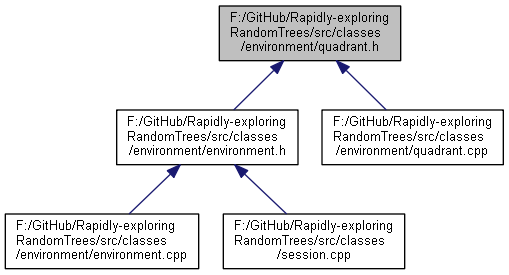 F:/GitHub/Rapidly-exploring
RandomTrees/src/classes
/environment/quadrant.h
F:/GitHub/Rapidly-exploring
RandomTrees/src/classes
/environment/environment.h
F:/GitHub/Rapidly-exploring
RandomTrees/src/classes
/environment/quadrant.cpp
F:/GitHub/Rapidly-exploring
RandomTrees/src/classes
/environment/environment.cpp
F:/GitHub/Rapidly-exploring
RandomTrees/src/classes
/session.cpp